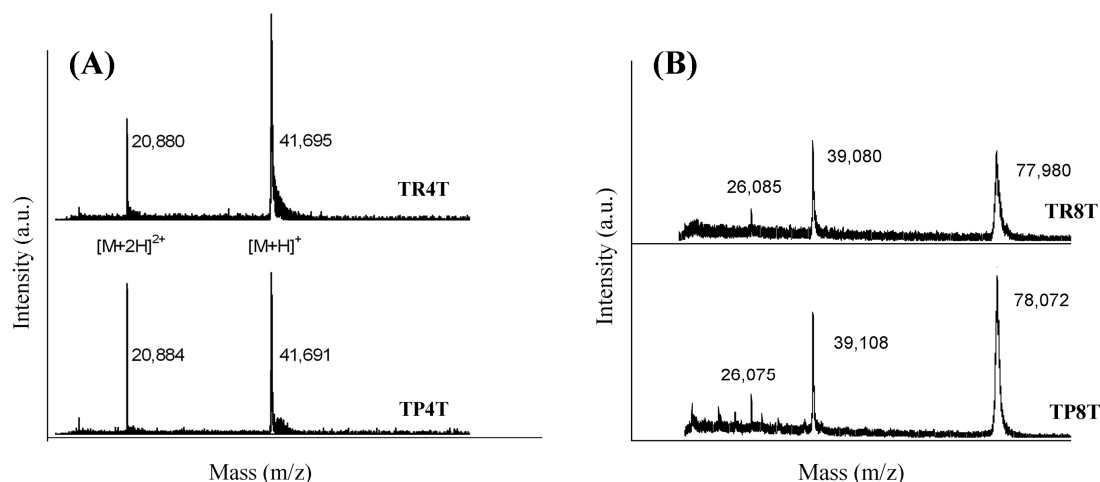 (A)
Intensity (a.u.)
20,880
41,695
TR4T
[M+2H]²⁺
[M+H]⁺
20,884
41,691
TP4T
Mass (m/z)
(B)
Intensity (a.u.)
26,085
39,080
77,980
TR8T
26,075
39,108
78,072
TP8T
Mass (m/z)